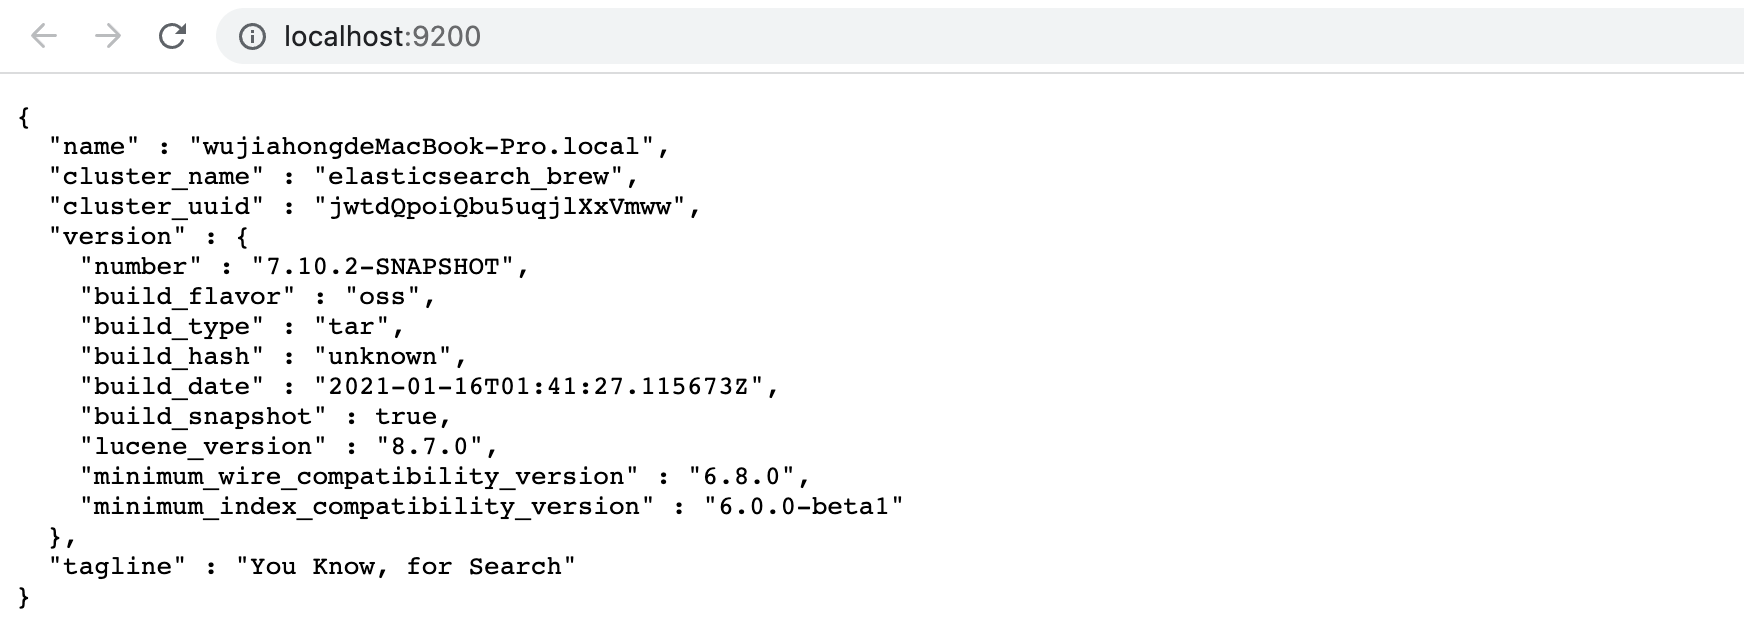 localhost:9200
{
  "name" : "wujiahongdeMacBook-Pro.local",
  "cluster_name" : "elasticsearch_brew",
  "cluster_uuid" : "jwtdQpoiQbu5uqjlXxVmww",
  "version" : {
    "number" : "7.10.2-SNAPSHOT",
    "build_flavor" : "oss",
    "build_type" : "tar",
    "build_hash" : "unknown",
    "build_date" : "2021-01-16T01:41:27.115673Z",
    "build_snapshot" : true,
    "lucene_version" : "8.7.0",
    "minimum_wire_compatibility_version" : "6.8.0",
    "minimum_index_compatibility_version" : "6.0.0-beta1"
  },
  "tagline" : "You Know, for Search"
}